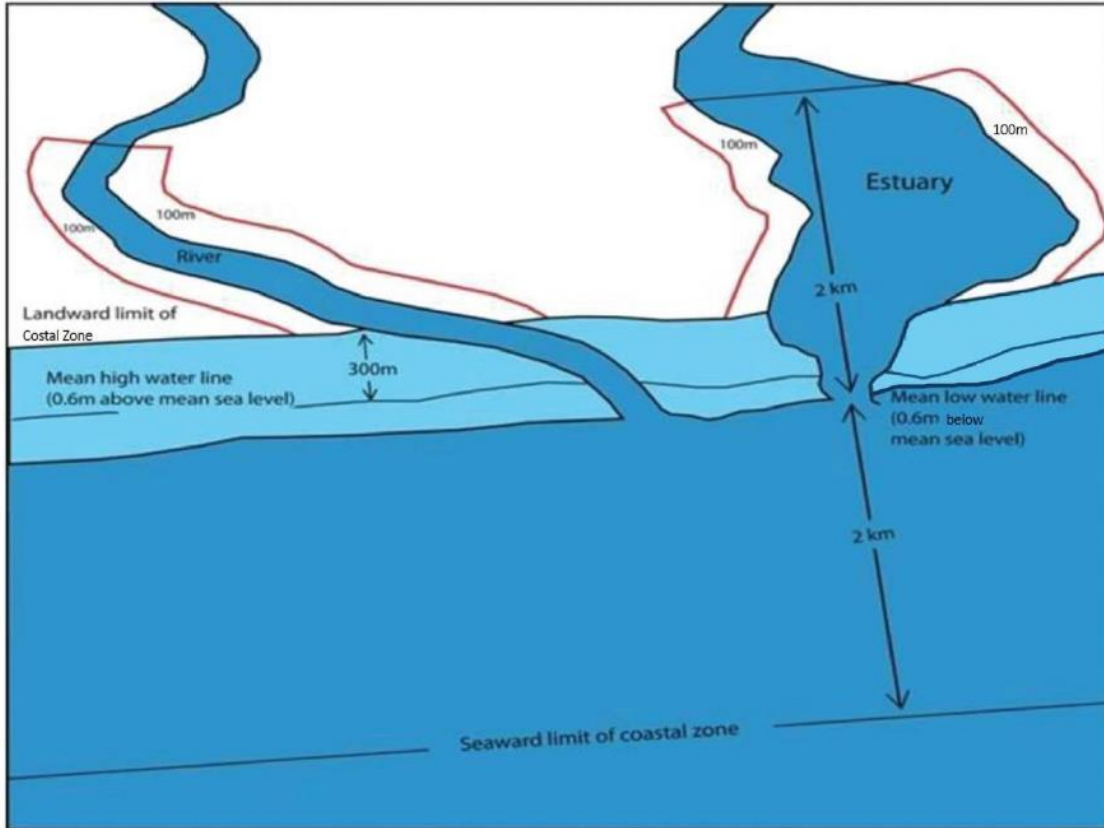 100m
100m
Estuary
100m
100m
River
2 km
Landward limit of
Costal Zone
300m
Mean high water line
(0.6m above mean sea level)
Mean low water line
(0.6m below
mean sea level)
2 km
Seaward limit of coastal zone